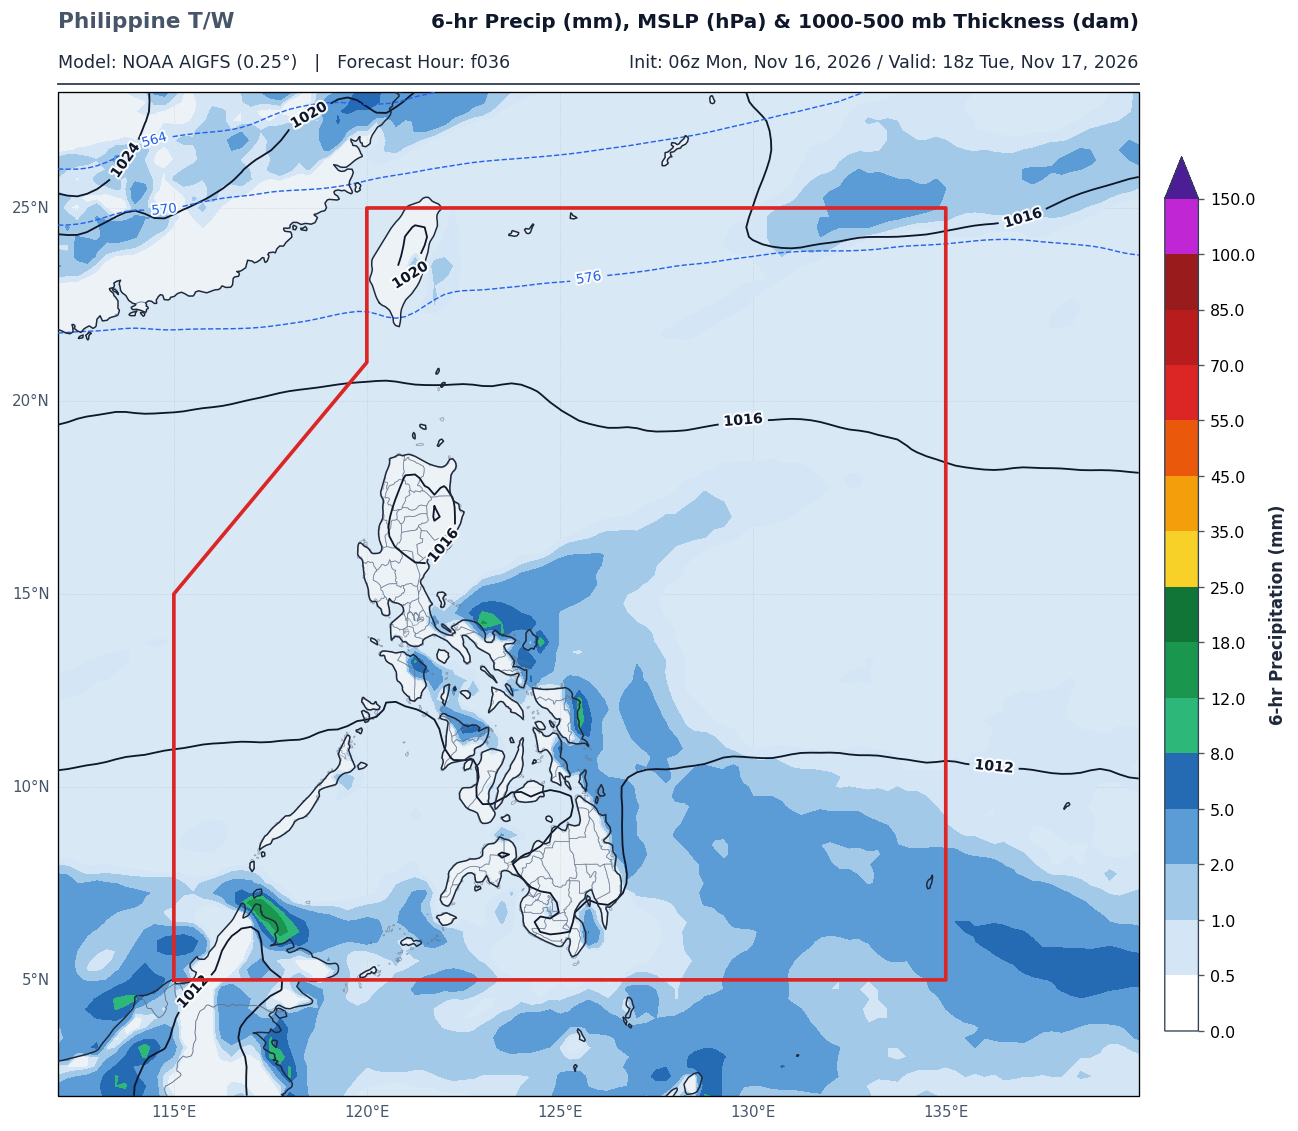 Philippine T/W
6-hr Precip (mm), MSLP (hPa) & 1000-500 mb Thickness (dam)
Model: NOAA AIGFS (0.25°) | Forecast Hour: f036
Init: 06z Mon, Nov 16, 2026 / Valid: 18z Tue, Nov 17, 2026
1020
564
1024
570
1016
1020
576
1016
1016
1012
1012
25°N
20°N
15°N
10°N
5°N
115°E
120°E
125°E
130°E
135°E
150.0
100.0
85.0
70.0
55.0
45.0
35.0
25.0
18.0
12.0
8.0
5.0
2.0
1.0
0.5
0.0
6-hr Precipitation (mm)